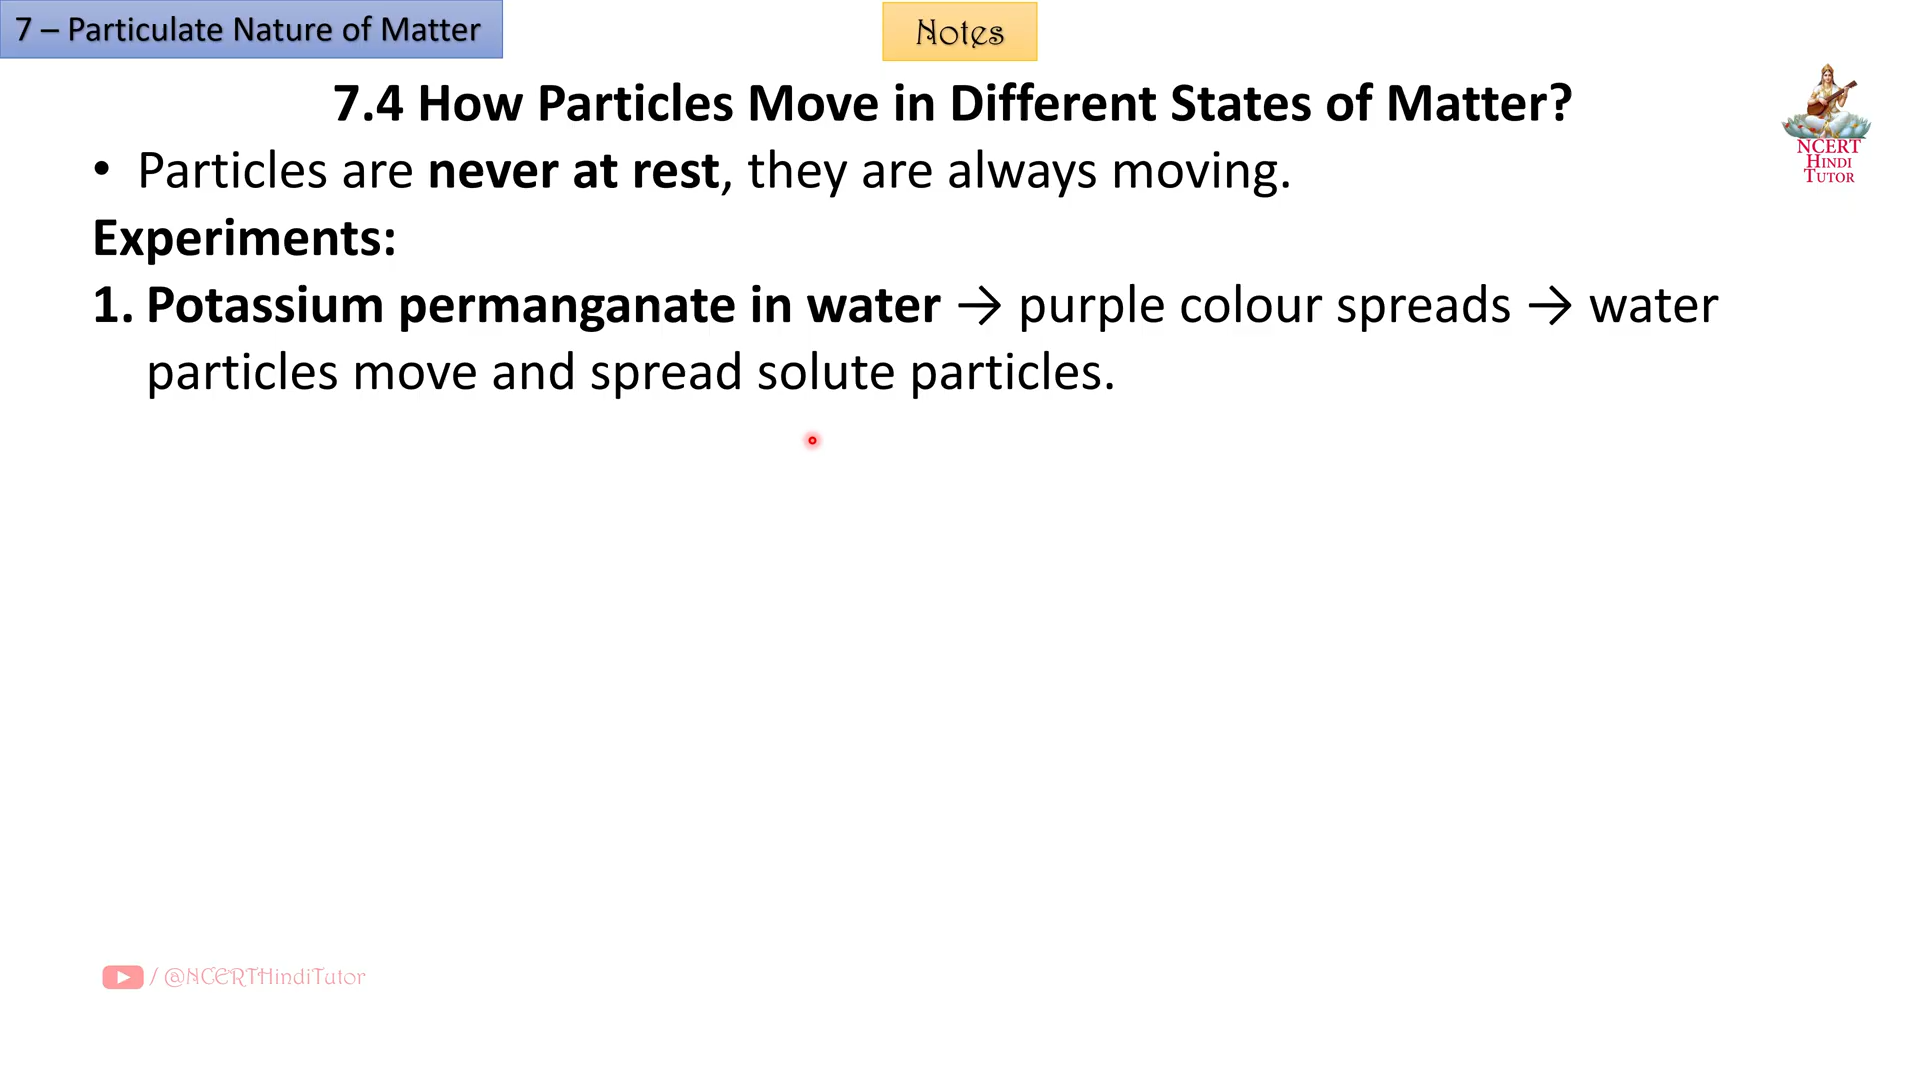 7 – Particulate Nature of Matter
Notes
7.4 How Particles Move in Different States of Matter?
• Particles are never at rest, they are always moving.
Experiments:
1. Potassium permanganate in water → purple colour spreads → water
particles move and spread solute particles.
NCERT
HINDI
TUTOR
/ @NCERTHindiTutor